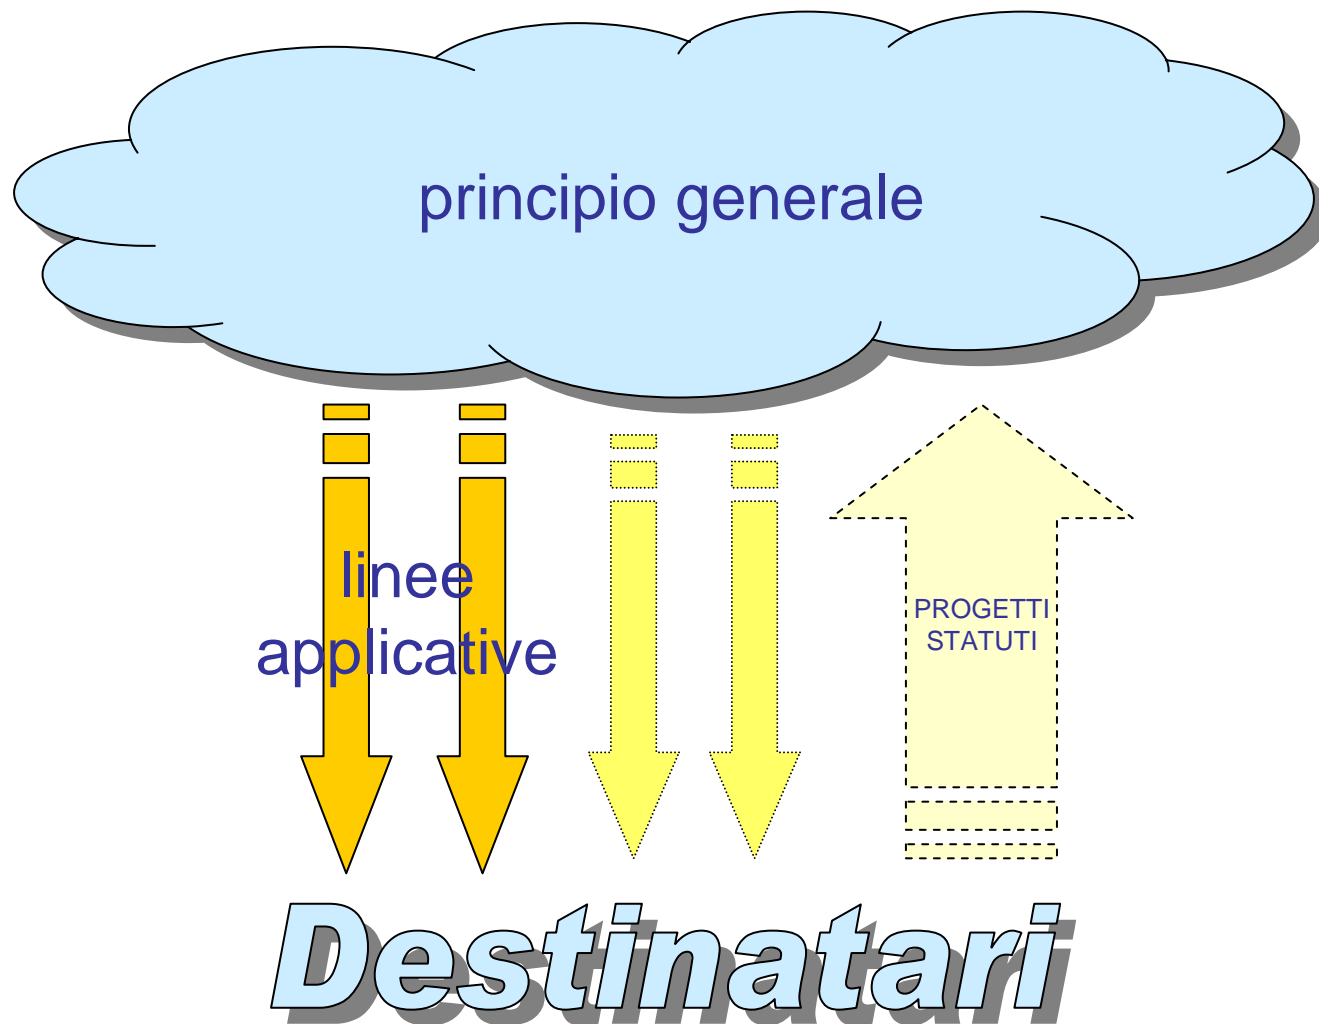 principio generale
linee
applicative
PROGETTI
STATUTI
Destinatari